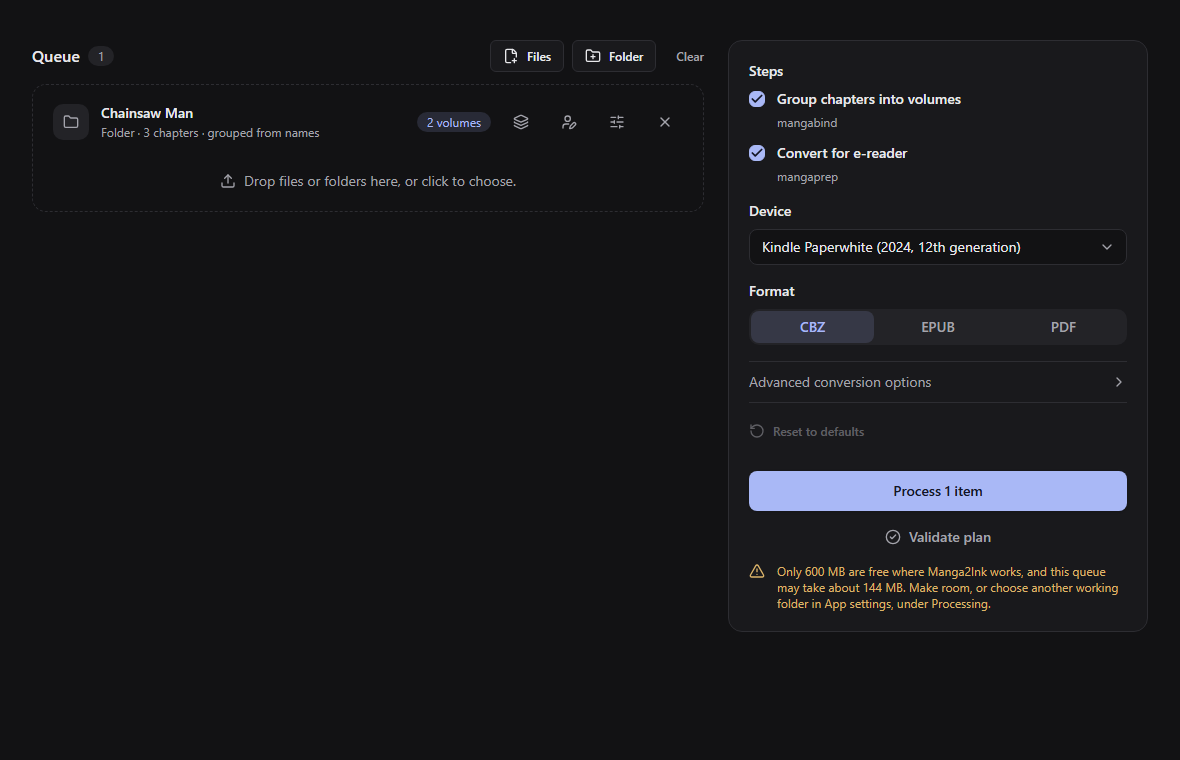 Queue 1
Files
Folder
Clear
Chainsaw Man
Folder · 3 chapters · grouped from names
2 volumes
Drop files or folders here, or click to choose.
Steps
Group chapters into volumes
mangabind
Convert for e-reader
mangaprep
Device
Kindle Paperwhite (2024, 12th generation)
Format
CBZ
EPUB
PDF
Advanced conversion options
Reset to defaults
Process 1 item
Validate plan
Only 600 MB are free where Manga2Ink works, and this queue
may take about 144 MB. Make room, or choose another working
folder in App settings, under Processing.